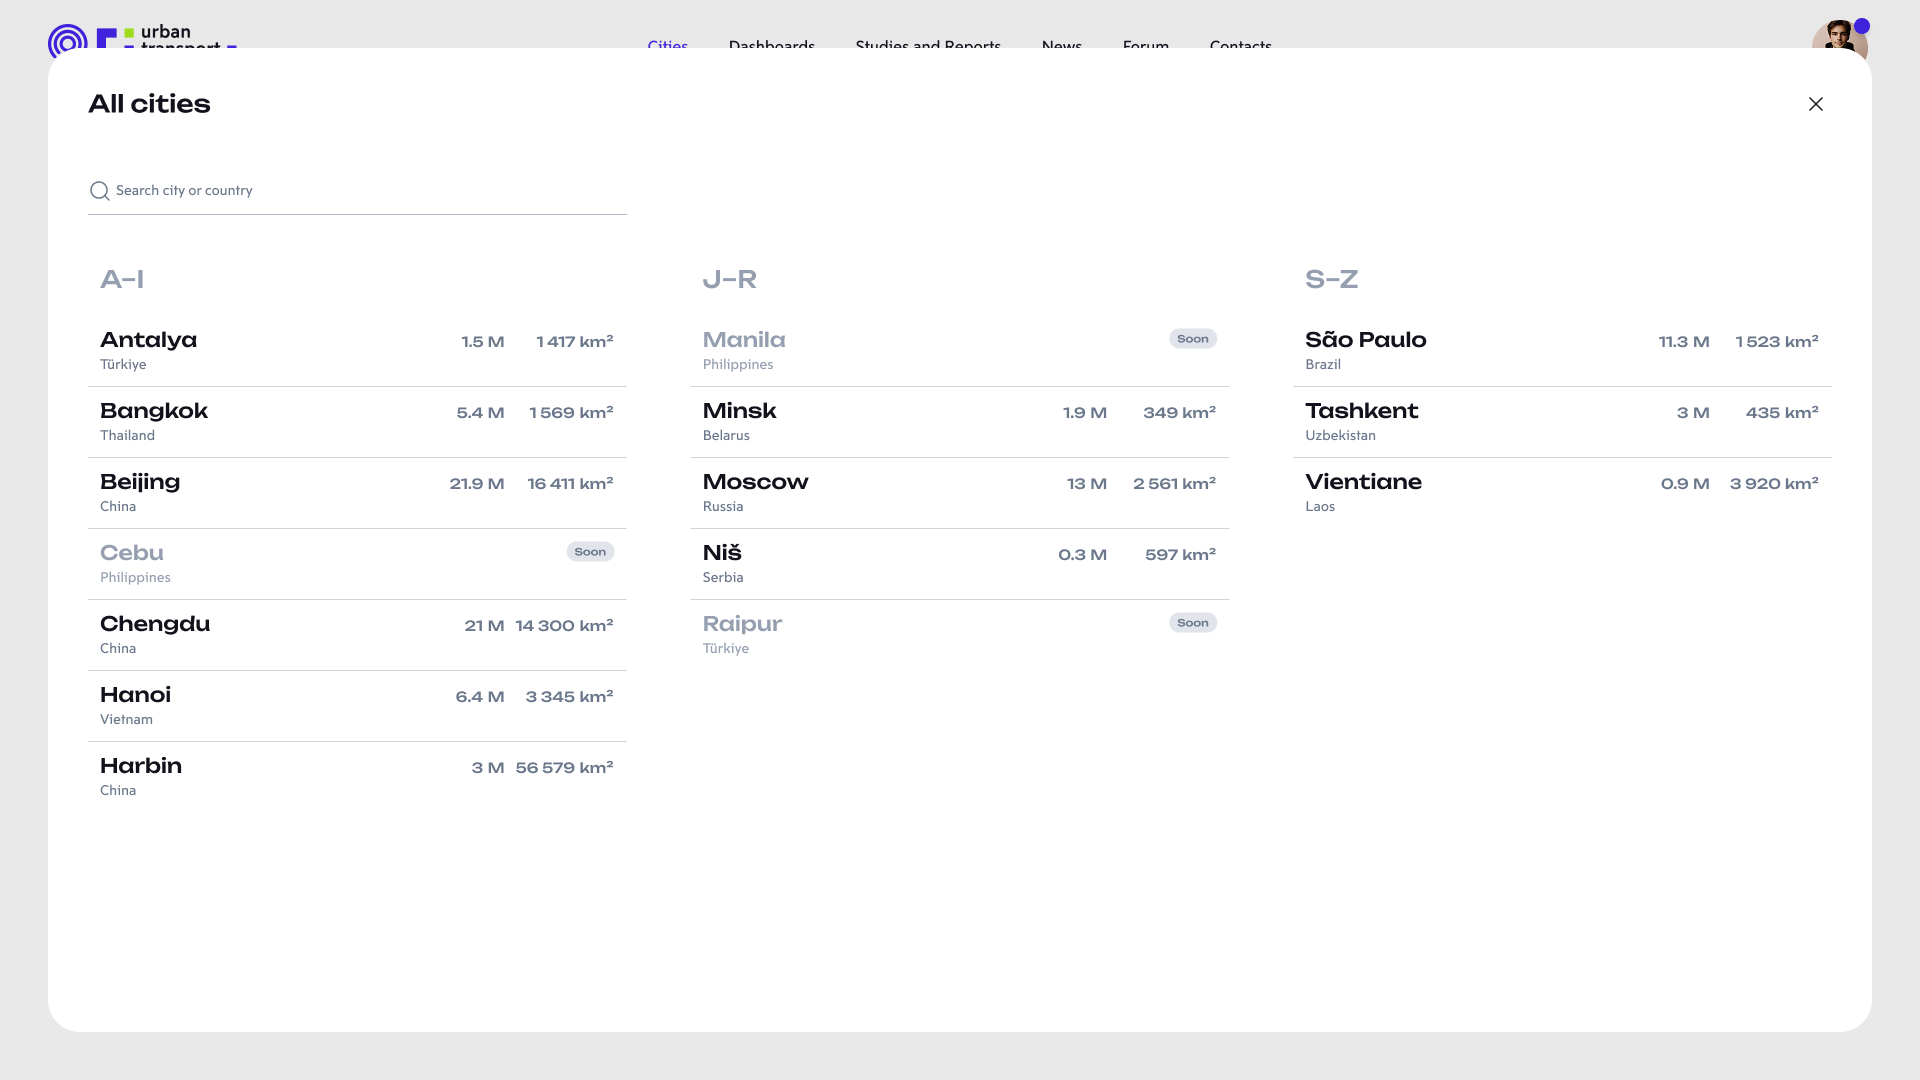 urban
transport
Cities
Dashboards
Studies and Reports
News
Forum
Contacts
All cities
Search city or country
A–I
Antalya 1.5 M 1 417 km²
Türkiye
Bangkok 5.4 M 1 569 km²
Thailand
Beijing 21.9 M 16 411 km²
China
Cebu Soon
Philippines
Chengdu 21 M 14 300 km²
China
Hanoi 6.4 M 3 345 km²
Vietnam
Harbin 3 M 56 579 km²
China
J–R
Manila Soon
Philippines
Minsk 1.9 M 349 km²
Belarus
Moscow 13 M 2 561 km²
Russia
Niš 0.3 M 597 km²
Serbia
Raipur Soon
Türkiye
S–Z
São Paulo 11.3 M 1 523 km²
Brazil
Tashkent 3 M 435 km²
Uzbekistan
Vientiane 0.9 M 3 920 km²
Laos